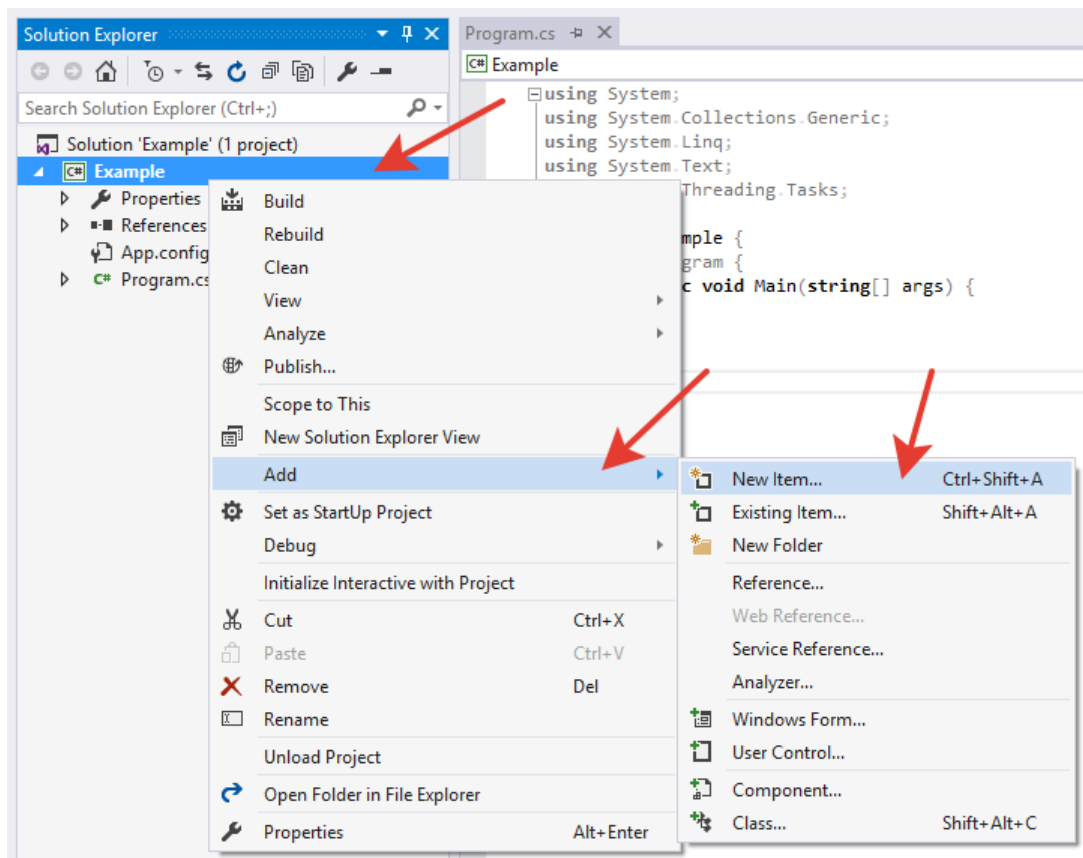 Solution Explorer
Search Solution Explorer (Ctrl+;)
Solution 'Example' (1 project)
C# Example
Properties
References
App.config
C# Program.cs
Program.cs
C# Example
using System;
using System.Collections.Generic;
using System.Linq;
using System.Text;
Threading.Tasks;
mple {
gram {
c void Main(string[] args) {
Build
Rebuild
Clean
View
Analyze
Publish...
Scope to This
New Solution Explorer View
Add
Set as StartUp Project
Debug
Initialize Interactive with Project
Cut Ctrl+X
Paste Ctrl+V
Remove Del
Rename
Unload Project
Open Folder in File Explorer
Properties Alt+Enter
New Item... Ctrl+Shift+A
Existing Item... Shift+Alt+A
New Folder
Reference...
Web Reference...
Service Reference...
Analyzer...
Windows Form...
User Control...
Component...
Class... Shift+Alt+C